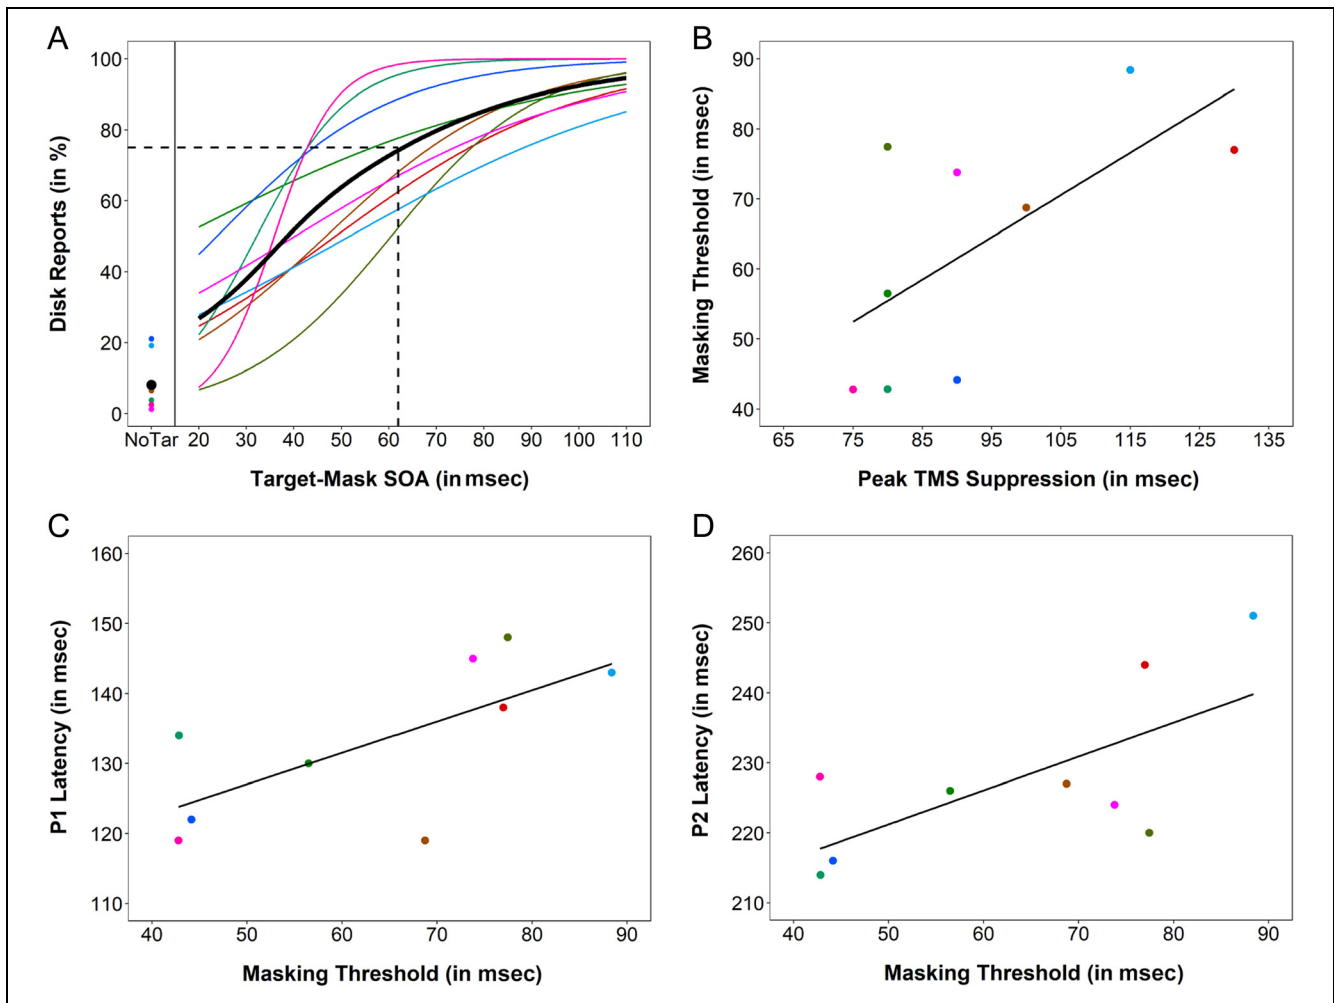 A
Disk Reports (in %)
100
80
60
40
20
0
NoTar 20 30 40 50 60 70 80 90 100 110
Target-Mask SOA (in msec)
B
Masking Threshold (in msec)
90
80
70
60
50
40
65 75 85 95 105 115 125 135
Peak TMS Suppression (in msec)
C
P1 Latency (in msec)
160
150
140
130
120
110
40 50 60 70 80 90
Masking Threshold (in msec)
D
P2 Latency (in msec)
260
250
240
230
220
210
40 50 60 70 80 90
Masking Threshold (in msec)